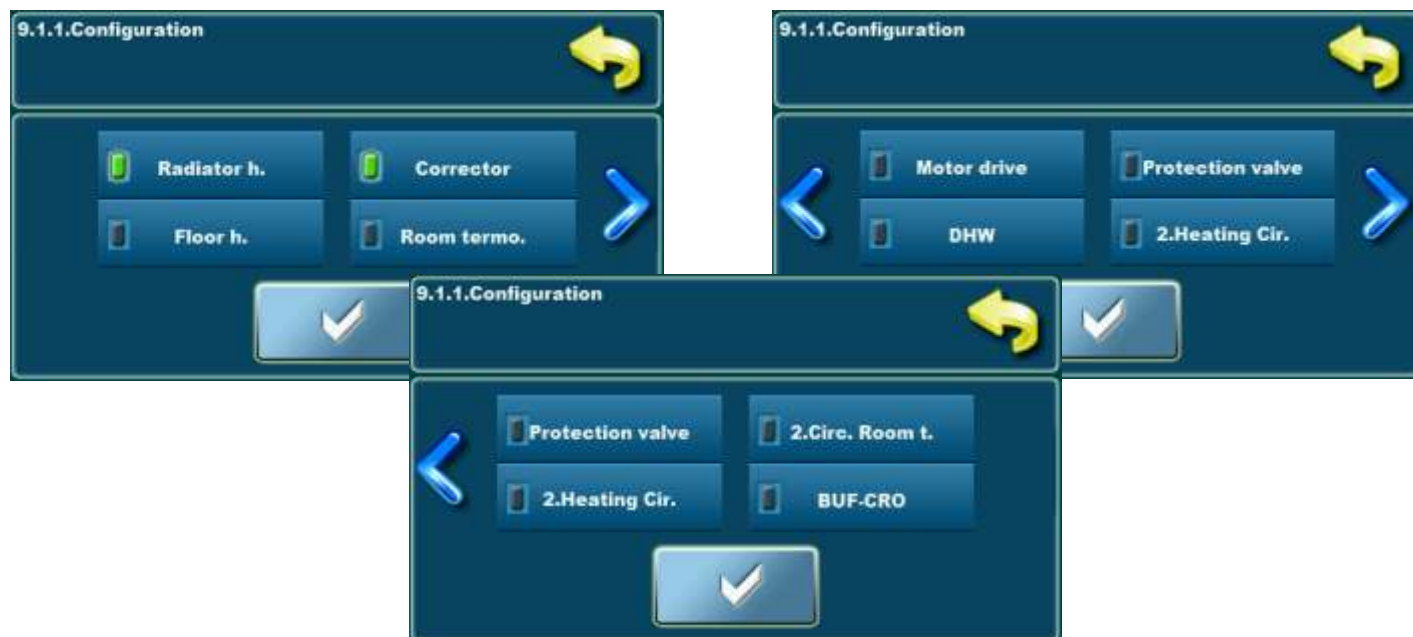 9.1.1.Configuration
Radiator h.
Corrector
Floor h.
Room termo.
9.1.1.Configuration
Motor drive
Protection valve
DHW
2.Heating Cir.
9.1.1.Configuration
Protection valve
2.Circ. Room t.
2.Heating Cir.
BUF-CRO